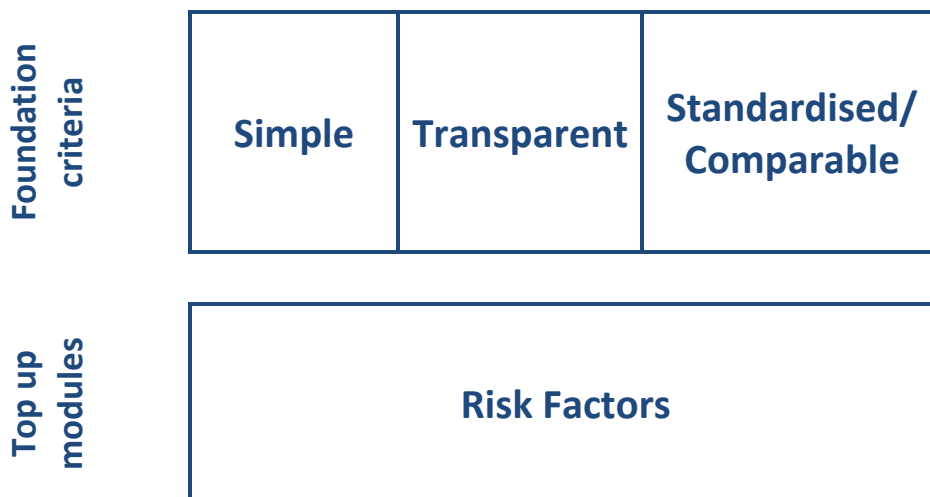 Foundation
criteria
Simple
Transparent
Standardised/
Comparable
Top up
modules
Risk Factors